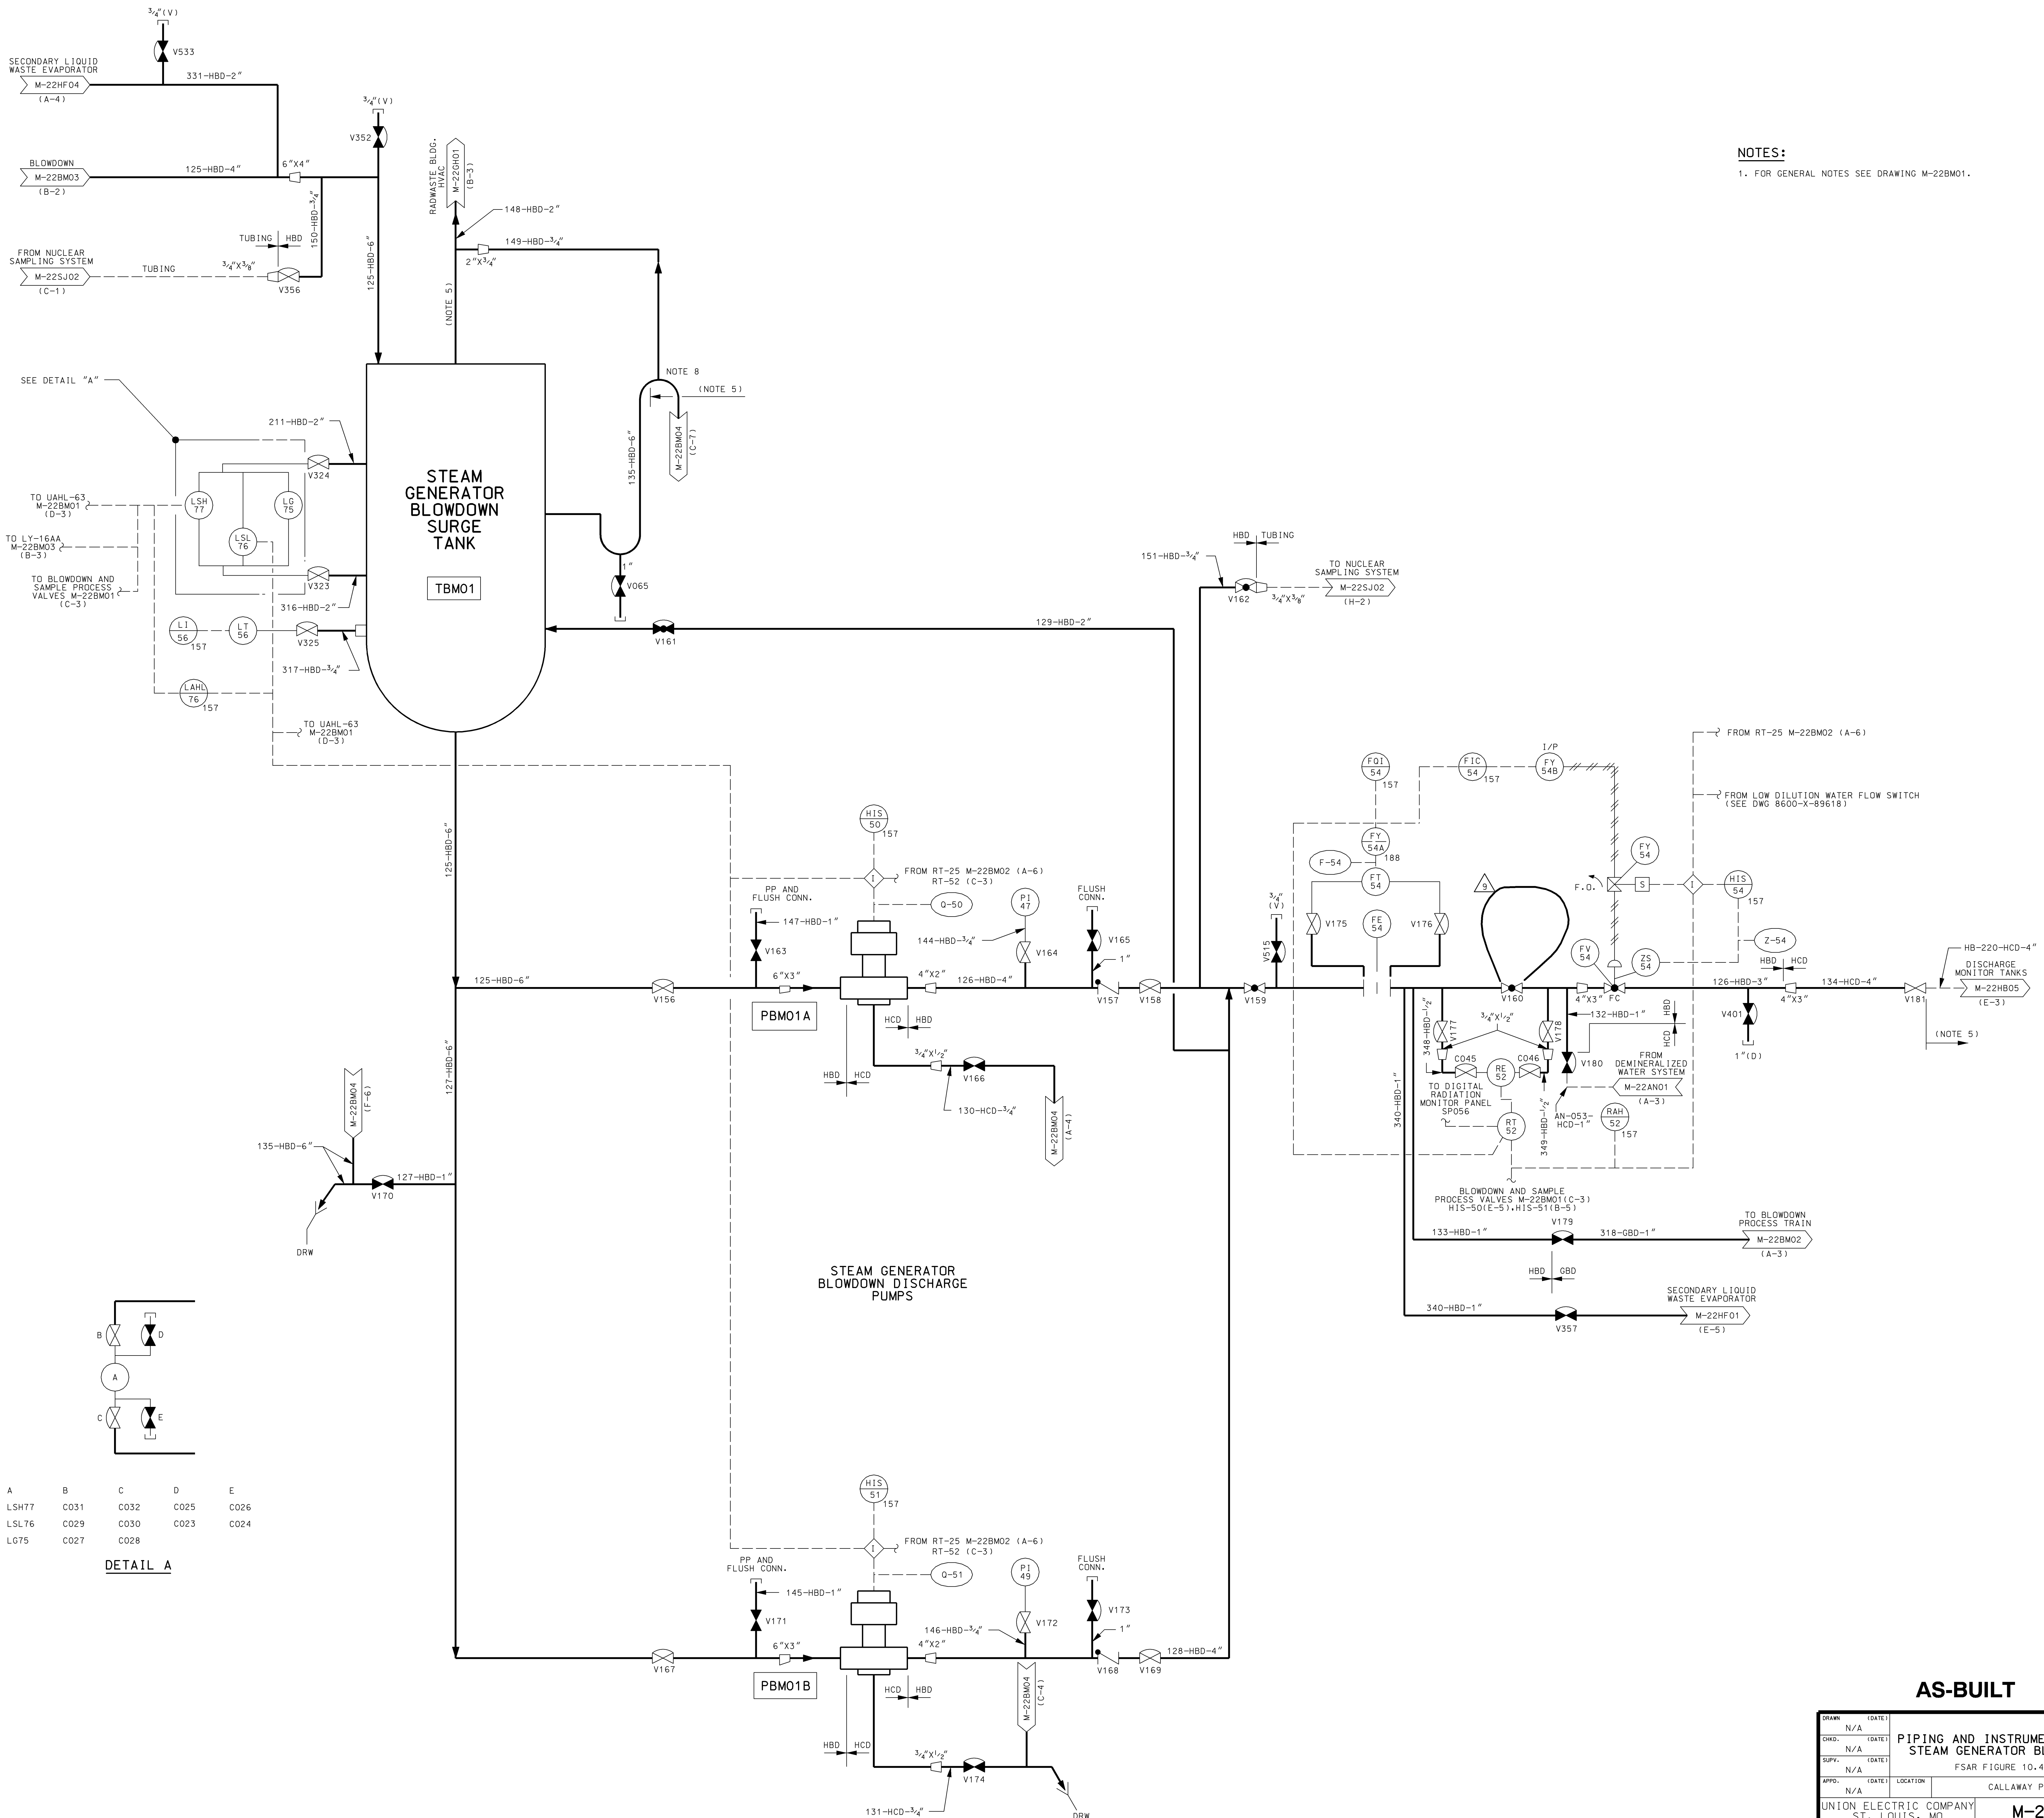 3/4"(V)
V533
SECONDARY LIQUID
WASTE EVAPORATOR
M-22HF04
(A-4)
331-HBD-2"
3/4"(V)
V352
BLOWDOWN
M-22BM03
(B-2)
125-HBD-4"
6"X4"
150-HBD-3/4"
125-HBD-6"
TUBING
HBD
FROM NUCLEAR
SAMPLING SYSTEM
M-22SJ02
(C-1)
TUBING
3/4"X3/8"
V356
RADWASTE BLDG.
HVAC
M-22GH01
(B-3)
148-HBD-2"
149-HBD-3/4"
2"X3/4"
(NOTE 5)
NOTES:
1. FOR GENERAL NOTES SEE DRAWING M-22BM01.
NOTE 8
(NOTE 5)
135-HBD-6"
M-22BM04
(C-7)
SEE DETAIL "A"
211-HBD-2"
V324
LSH
77
LG
75
LSL
76
TO UAHL-63
M-22BM01
(D-3)
TO LY-16AA
M-22BM03
(B-3)
TO BLOWDOWN AND
SAMPLE PROCESS
VALVES M-22BM01
(C-3)
V323
316-HBD-2"
LI
56
157
LT
56
V325
317-HBD-3/4"
LAHL
76
157
TO UAHL-63
M-22BM01
(D-3)
STEAM
GENERATOR
BLOWDOWN
SURGE
TANK
TBM01
1"
V065
V161
129-HBD-2"
151-HBD-3/4"
HBD
TUBING
V162
3/4"X3/8"
TO NUCLEAR
SAMPLING SYSTEM
M-22SJ02
(H-2)
125-HBD-6"
HIS
50
157
I
FROM RT-25 M-22BM02 (A-6)
RT-52 (C-3)
Q-50
PP AND
FLUSH CONN.
147-HBD-1"
V163
125-HBD-6"
V156
6"X3"
PBM01A
4"X2"
126-HBD-4"
PI
47
144-HBD-3/4"
V164
FLUSH
CONN.
V165
1"
V157
V158
HCD
HBD
HBD
HCD
3/4"X1/2"
V166
130-HCD-3/4"
M-22BM04
(A-4)
3/4"
(V)
V515
V159
FQI
54
157
FY
54A
188
F-54
FT
54
V175
V176
FE
54
FIC
54
157
I/P
FY
54B
FROM RT-25 M-22BM02 (A-6)
FROM LOW DILUTION WATER FLOW SWITCH
(SEE DWG 8600-X-89618)
FY
54
F.O.
S
I
HIS
54
157
9
V160
FV
54
ZS
54
Z-54
4"X3"
FC
126-HBD-3"
HBD
HCD
4"X3"
134-HCD-4"
V181
HB-220-HCD-4"
DISCHARGE
MONITOR TANKS
M-22HB05
(E-3)
(NOTE 5)
V401
1"(D)
348-HBD-1/2"
V177
3/4"X1/2"
V178
132-HBD-1"
HBD
HCD
C045
RE
52
C046
V180
FROM
DEMINERALIZED
WATER SYSTEM
M-22AN01
(A-3)
AN-053-
HCD-1"
TO DIGITAL
RADIATION
MONITOR PANEL
SP056
RT
52
349-HBD-1/2"
RAH
52
157
340-HBD-1"
BLOWDOWN AND SAMPLE
PROCESS VALVES M-22BM01(C-3)
HIS-50(E-5),HIS-51(B-5)
133-HBD-1"
V179
318-GBD-1"
TO BLOWDOWN
PROCESS TRAIN
M-22BM02
(A-3)
HBD
GBD
340-HBD-1"
V357
SECONDARY LIQUID
WASTE EVAPORATOR
M-22HF01
(E-5)
127-HBD-6"
M-22BM04
(F-6)
135-HBD-6"
V170
127-HBD-1"
DRW
STEAM GENERATOR
BLOWDOWN DISCHARGE
PUMPS
B
D
A
C
E
A B C D E
LSH77 C031 C032 C025 C026
LSL76 C029 C030 C023 C024
LG75 C027 C028
DETAIL A
HIS
51
157
I
FROM RT-25 M-22BM02 (A-6)
RT-52 (C-3)
Q-51
PP AND
FLUSH CONN.
145-HBD-1"
V171
V167
6"X3"
PBM01B
4"X2"
PI
49
146-HBD-3/4"
V172
FLUSH
CONN.
V173
1"
V168
V169
128-HBD-4"
HCD
HBD
HBD
HCD
3/4"X1/2"
V174
131-HCD-3/4"
M-22BM04
(C-4)
DRW
AS-BUILT
DRAWN (DATE)
N/A
CHKD. (DATE)
N/A
SUPV. (DATE)
N/A
APPD. (DATE)
N/A
LOCATION
PIPING AND INSTRUME
STEAM GENERATOR BL
FSAR FIGURE 10.4
CALLAWAY P
UNION ELECTRIC COMPANY
ST. LOUIS, MO
M-2